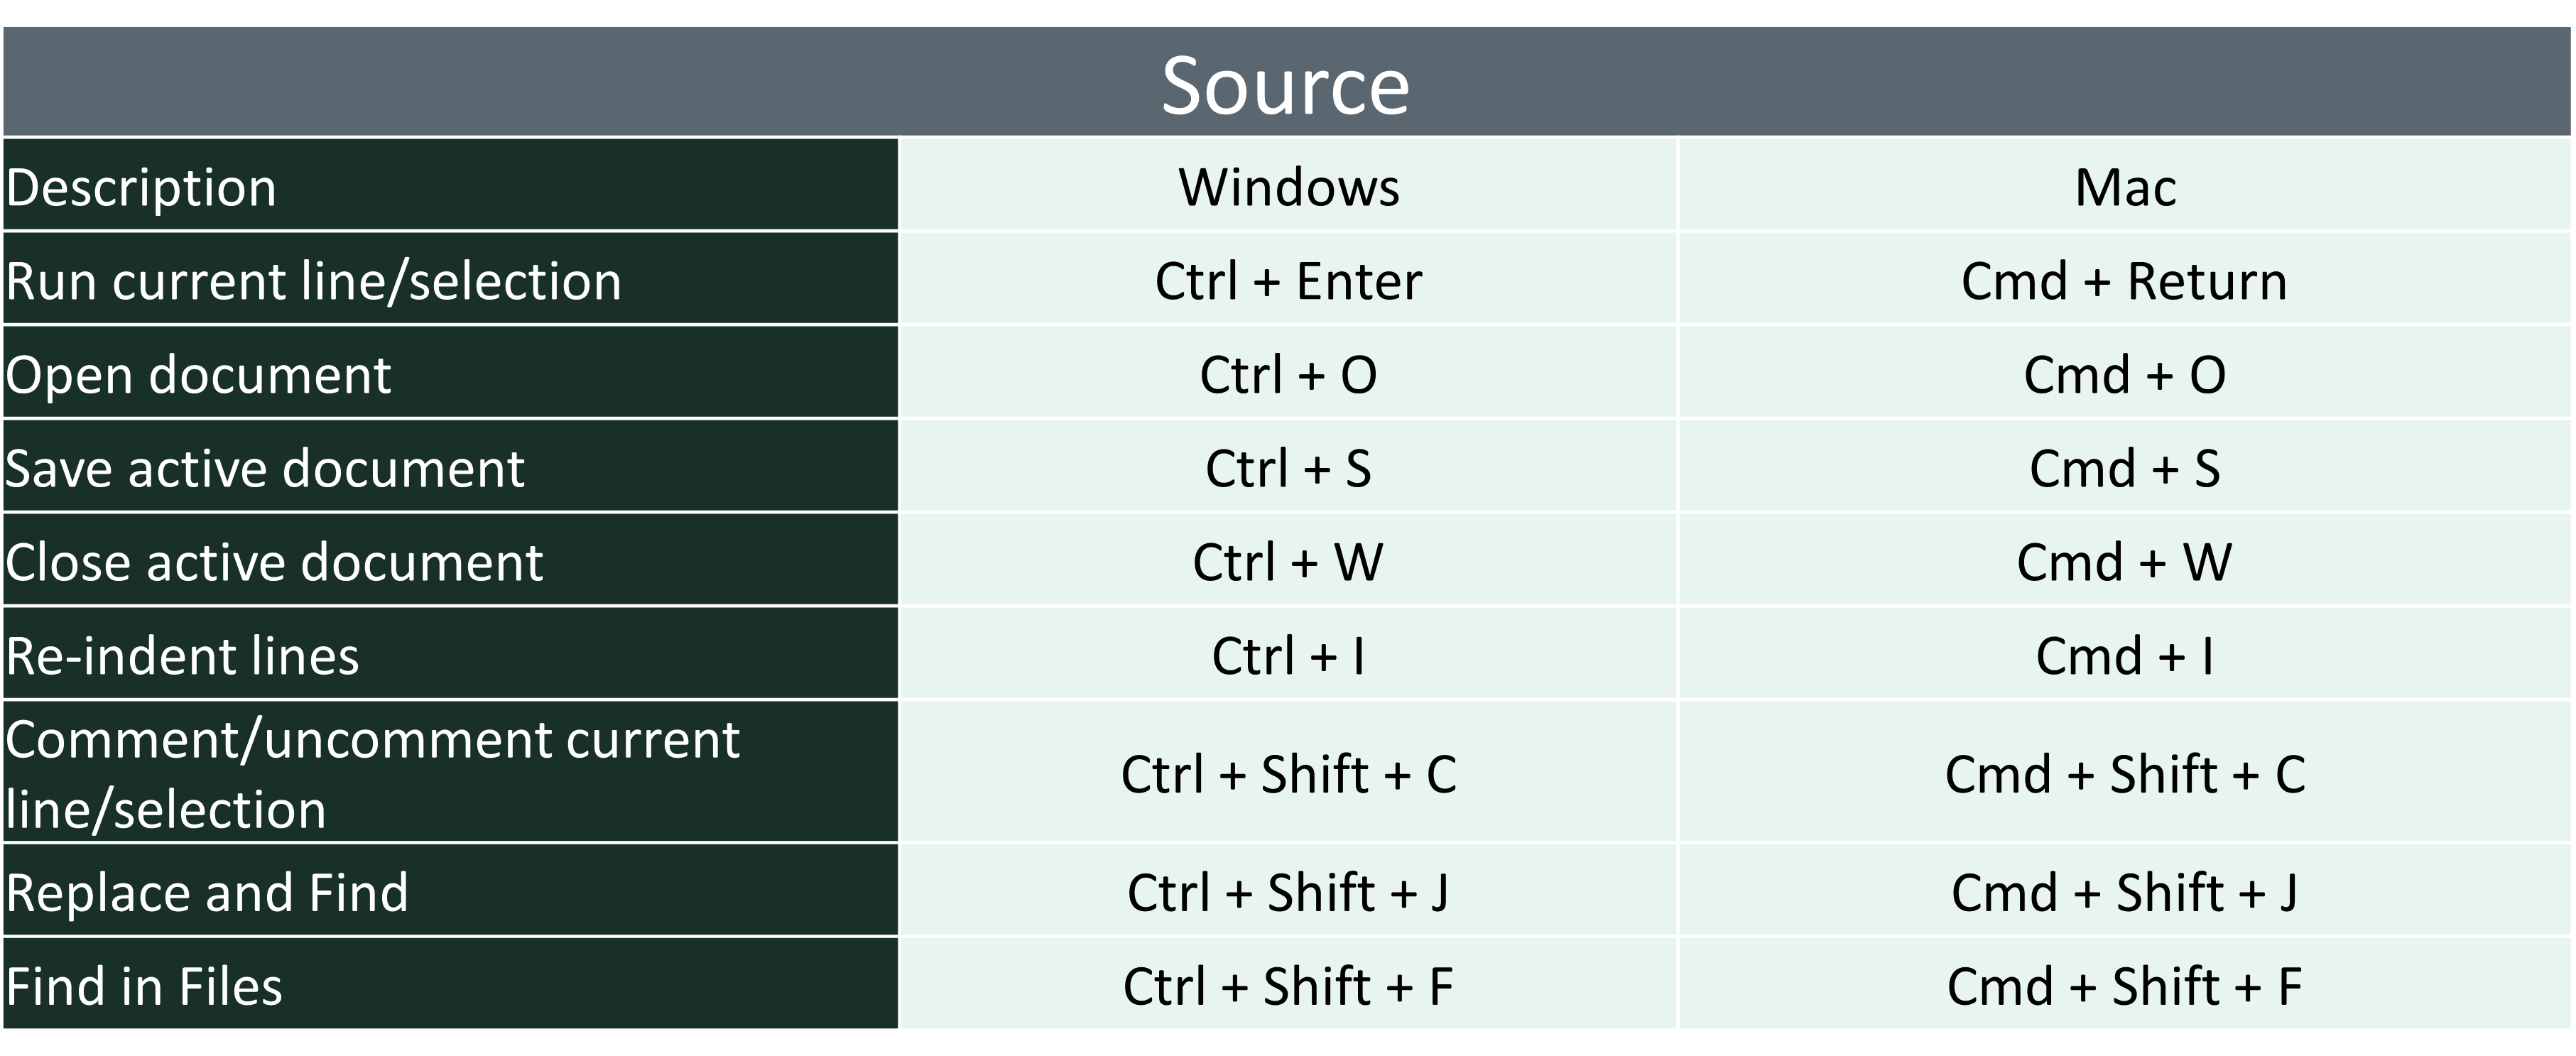 Source
Description Windows Mac
Run current line/selection Ctrl + Enter Cmd + Return
Open document Ctrl + O Cmd + O
Save active document Ctrl + S Cmd + S
Close active document Ctrl + W Cmd + W
Re-indent lines Ctrl + I Cmd + I
Comment/uncomment current
line/selection Ctrl + Shift + C Cmd + Shift + C
Replace and Find Ctrl + Shift + J Cmd + Shift + J
Find in Files Ctrl + Shift + F Cmd + Shift + F